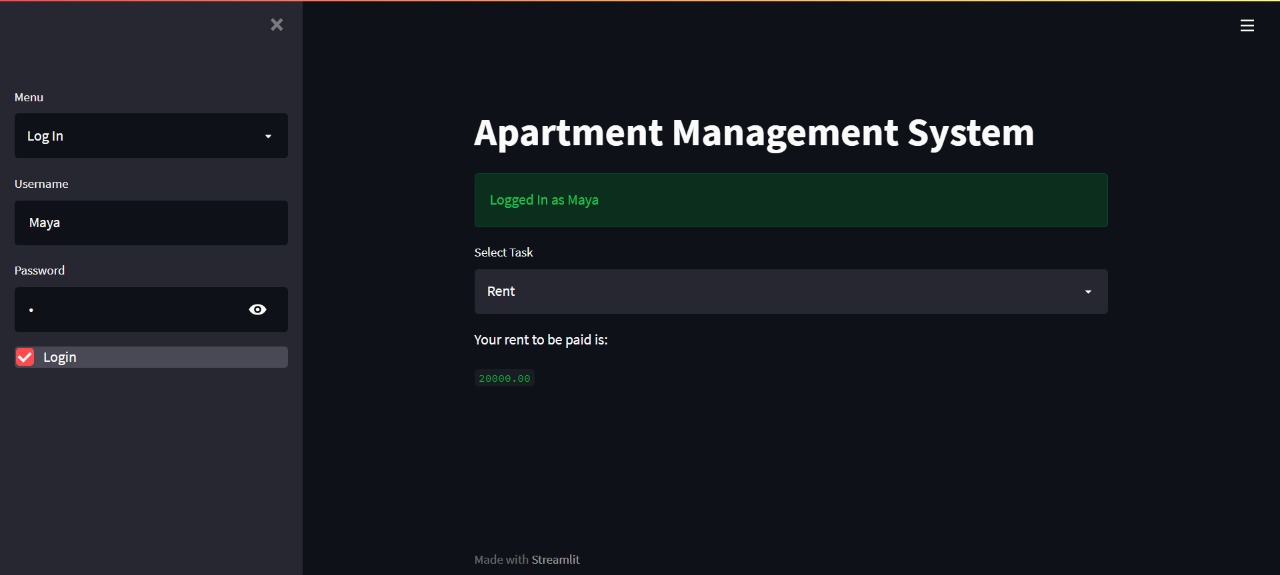 Menu
Log In
Username
Maya
Password
•
Login
Apartment Management System
Logged In as Maya
Select Task
Rent
Your rent to be paid is:
20000.00
Made with Streamlit